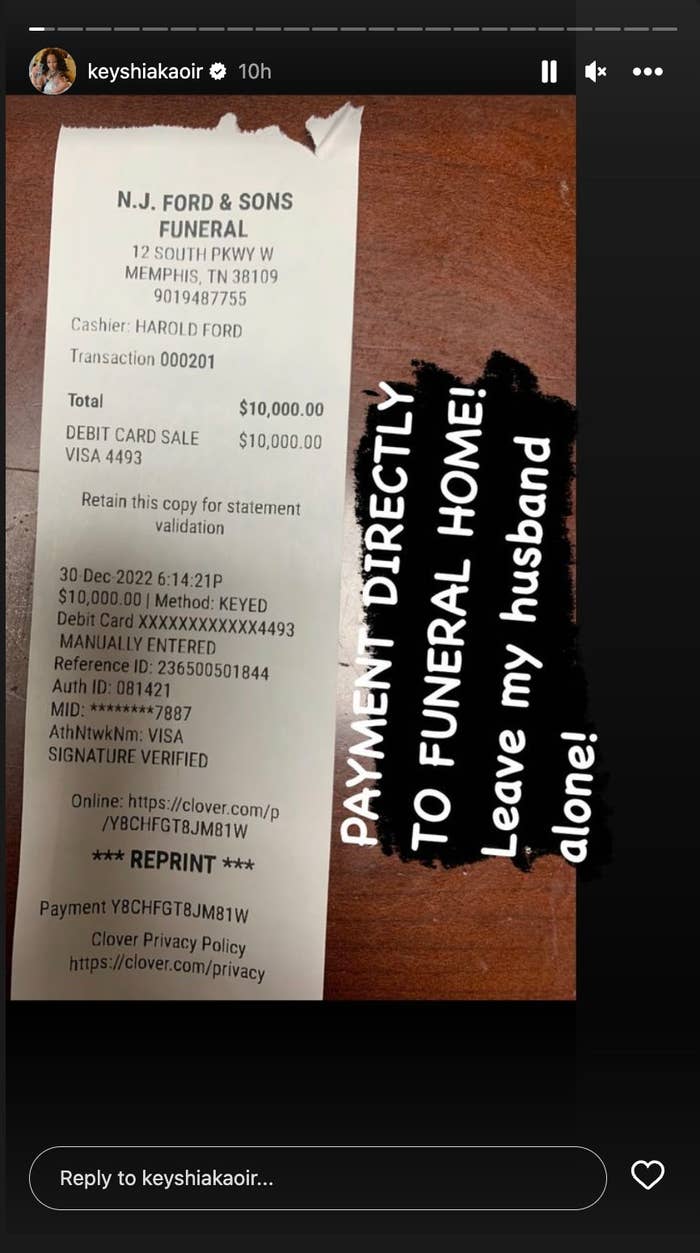 keyshiakaoir 10h
N.J. FORD & SONS
FUNERAL
12 SOUTH PKWY W
MEMPHIS, TN 38109
9019487755
Cashier: HAROLD FORD
Transaction 000201
Total $10,000.00
DEBIT CARD SALE $10,000.00
VISA 4493
Retain this copy for statement
validation
30-Dec-2022 6:14:21P
$10,000.00 | Method: KEYED
Debit Card XXXXXXXXXXXX4493
MANUALLY ENTERED
Reference ID: 236500501844
Auth ID: 081421
MID: ********7887
AthNtwkNm: VISA
SIGNATURE VERIFIED
Online: https://clover.com/p
/Y8CHFGT8JM81W
*** REPRINT ***
Payment Y8CHFGT8JM81W
Clover Privacy Policy
https://clover.com/privacy
PAYMENT DIRECTLY
TO FUNERAL HOME!
Leave my husband
alone!
Reply to keyshiakaoir...